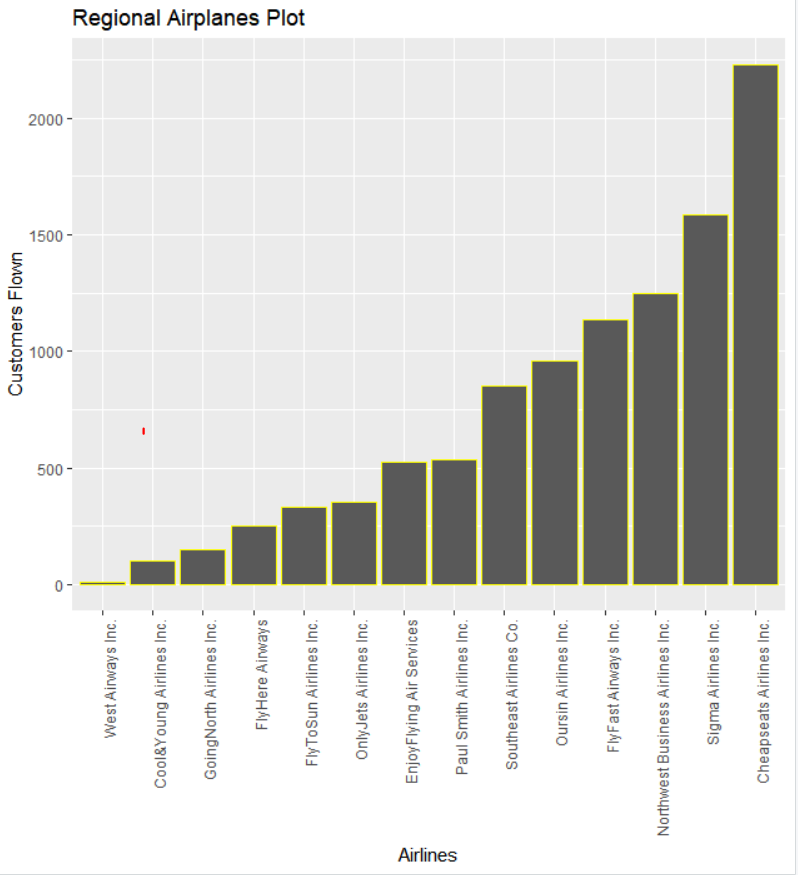 Regional Airplanes Plot
Customers Flown
2000
1500
1000
500
0
West Airways Inc.
Cool&Young Airlines Inc.
GoingNorth Airlines Inc.
FlyHere Airways
FlyToSun Airlines Inc.
OnlyJets Airlines Inc.
EnjoyFlying Air Services
Paul Smith Airlines Inc.
Southeast Airlines Co.
Oursin Airlines Inc.
FlyFast Airways Inc.
Northwest Business Airlines Inc.
Sigma Airlines Inc.
Cheapseats Airlines Inc.
Airlines